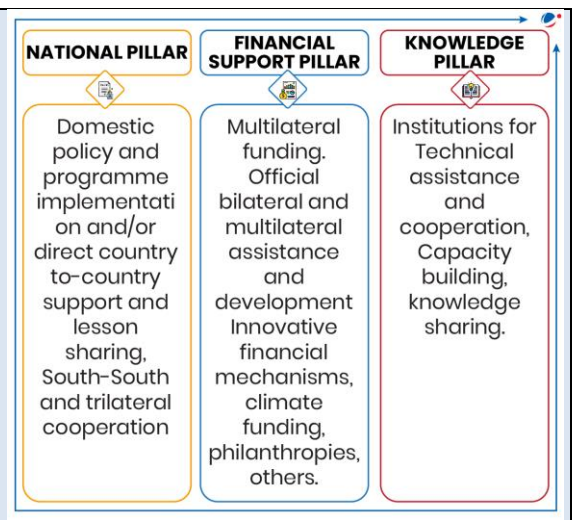 NATIONAL PILLAR
Domestic
policy and
programme
implementati
on and/or
direct country
to-country
support and
lesson
sharing,
South-South
and trilateral
cooperation
FINANCIAL
SUPPORT PILLAR
Multilateral
funding.
Official
bilateral and
multilateral
assistance
and
development
Innovative
financial
mechanisms,
climate
funding,
philanthropies,
others.
KNOWLEDGE
PILLAR
Institutions for
Technical
assistance
and
cooperation,
Capacity
building,
knowledge
sharing.